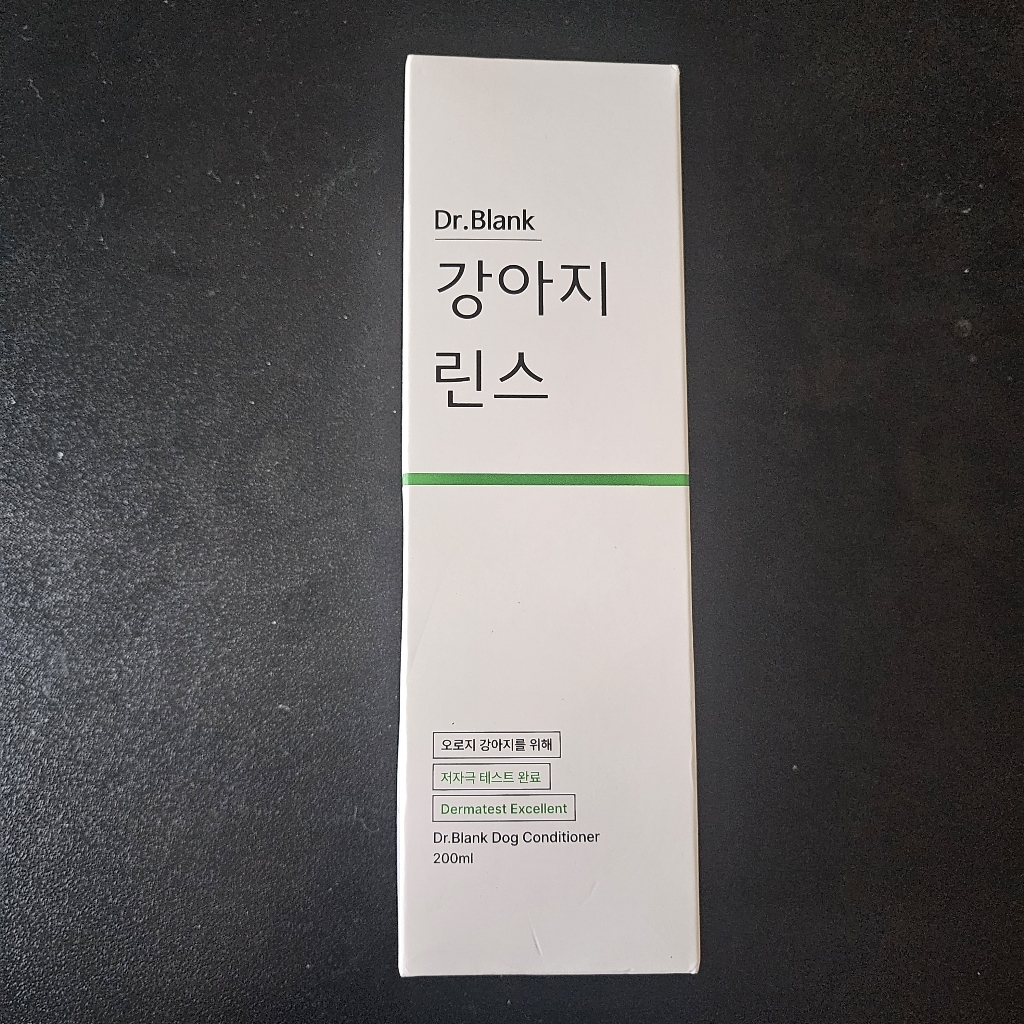 Dr.Blank
강아지
린스
오로지 강아지를 위해
저자극 테스트 완료
Dermatest Excellent
Dr.Blank Dog Conditioner
200ml